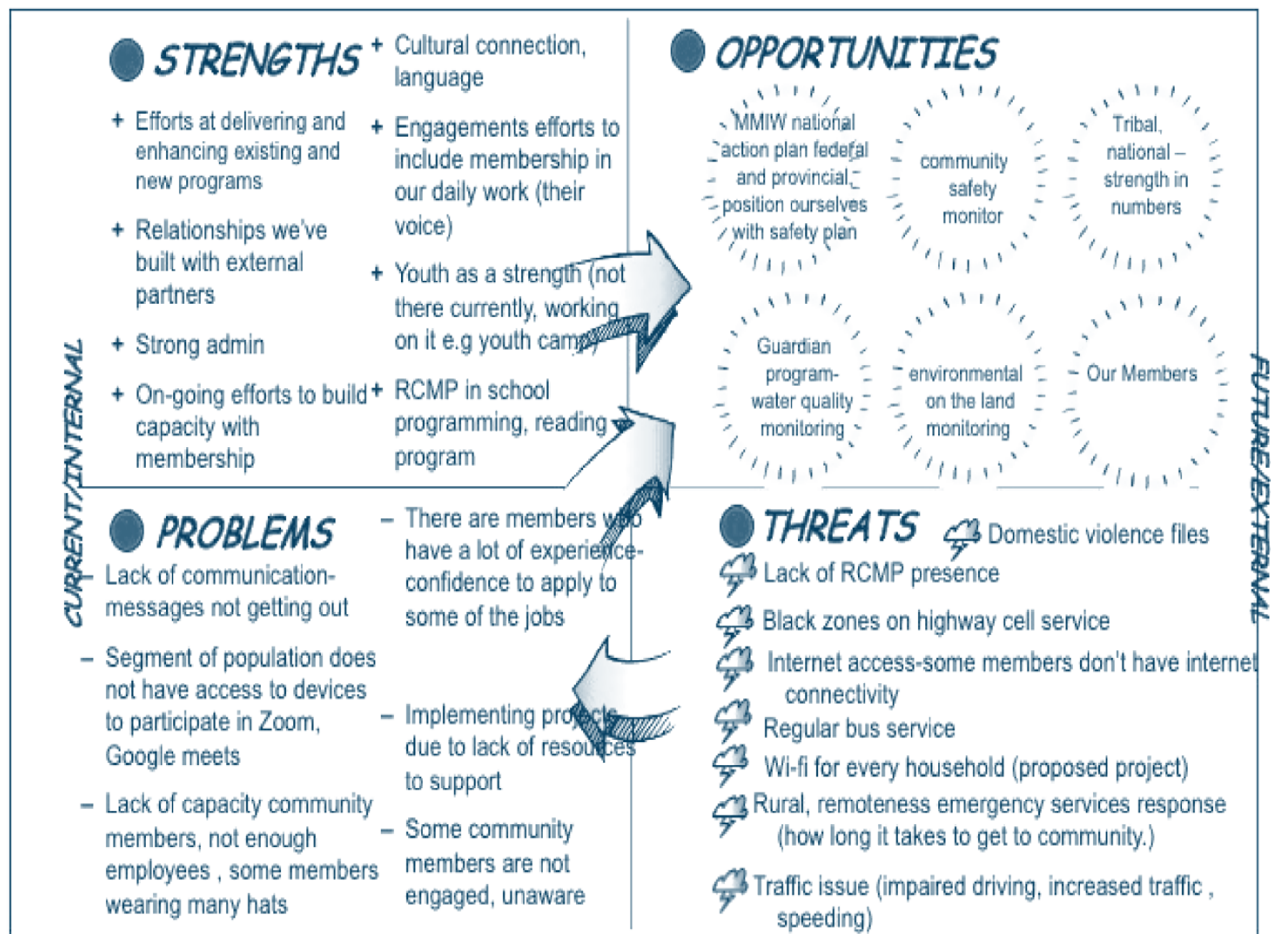 STRENGTHS
+ Efforts at delivering and
enhancing existing and
new programs
+ Relationships we've
built with external
partners
+ Strong admin
+ On-going efforts to build
capacity with
membership
+ Cultural connection,
language
+ Engagements efforts to
include membership in
our daily work (their
voice)
+ Youth as a strength (not
there currently, working
on it e.g youth camp)
+ RCMP in school
programming, reading
program
OPPORTUNITIES
MMIW national
action plan federal
and provincial,
position ourselves
with safety plan
community
safety
monitor
Tribal,
national –
strength in
numbers
Guardian
program-
water quality
monitoring
environmental
on the land
monitoring
Our Members
CURRENT/INTERNAL
FUTURE/EXTERNAL
PROBLEMS
– Lack of communication-
messages not getting out
– Segment of population does
not have access to devices
to participate in Zoom,
Google meets
– Lack of capacity community
members, not enough
employees , some members
wearing many hats
– There are members who
have a lot of experience-
confidence to apply to
some of the jobs
– Implementing projects
due to lack of resources
to support
– Some community
members are not
engaged, unaware
THREATS
Domestic violence files
Lack of RCMP presence
Black zones on highway cell service
Internet access-some members don't have internet
connectivity
Regular bus service
Wi-fi for every household (proposed project)
Rural, remoteness emergency services response
(how long it takes to get to community.)
Traffic issue (impaired driving, increased traffic ,
speeding)